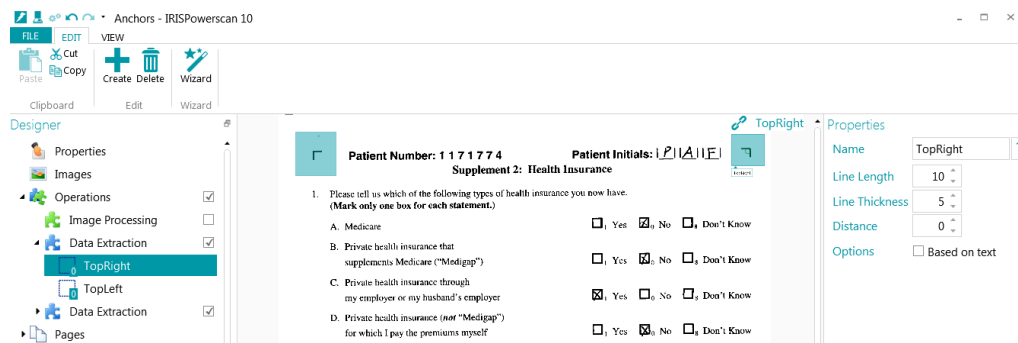 Anchors - IRISPowerscan 10
FILE EDIT VIEW
Paste Cut Copy Create Delete Wizard
Clipboard Edit Wizard
Designer
Properties
Images
Operations
Image Processing
Data Extraction
TopRight
TopLeft
Data Extraction
Pages
TopRight
Patient Number: 1 1 7 1 7 7 4 Patient Initials: |P||A||F|
Supplement 2: Health Insurance
TopRight
1. Please tell us which of the following types of health insurance you now have.
(Mark only one box for each statement.)
A. Medicare ☐1 Yes ☒0 No ☐8 Don't Know
B. Private health insurance that
supplements Medicare ("Medigap") ☐1 Yes ☒0 No ☐8 Don't Know
C. Private health insurance through
my employer or my husband's employer ☒1 Yes ☐0 No ☐8 Don't Know
D. Private health insurance (not "Medigap")
for which I pay the premiums myself ☐1 Yes ☒0 No ☐8 Don't Know
Properties
Name TopRight
Line Length 10
Line Thickness 5
Distance 0
Options Based on text